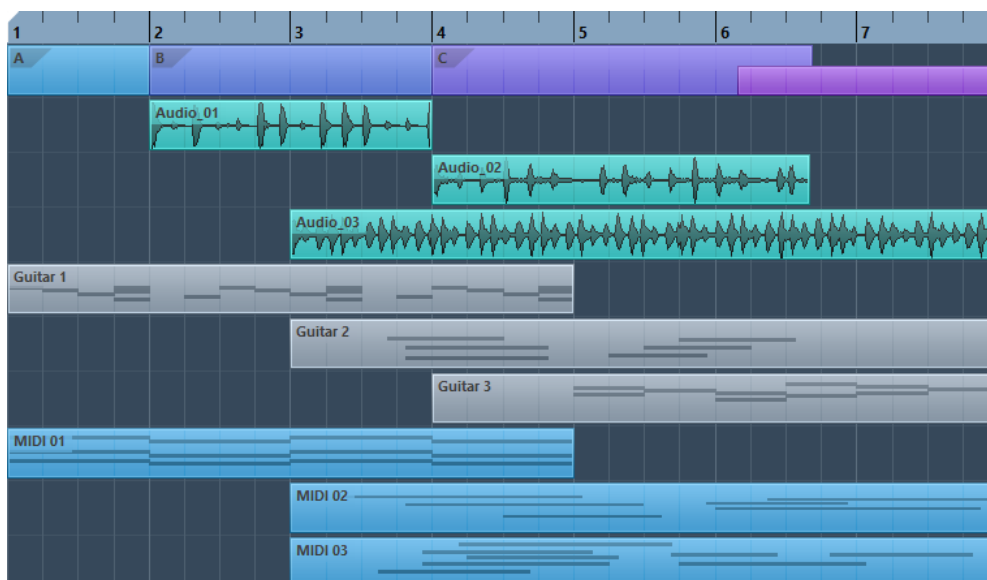 1 2 3 4 5 6 7
A B C
Audio_01
Audio_02
Audio_03
Guitar 1
Guitar 2
Guitar 3
MIDI 01
MIDI 02
MIDI 03